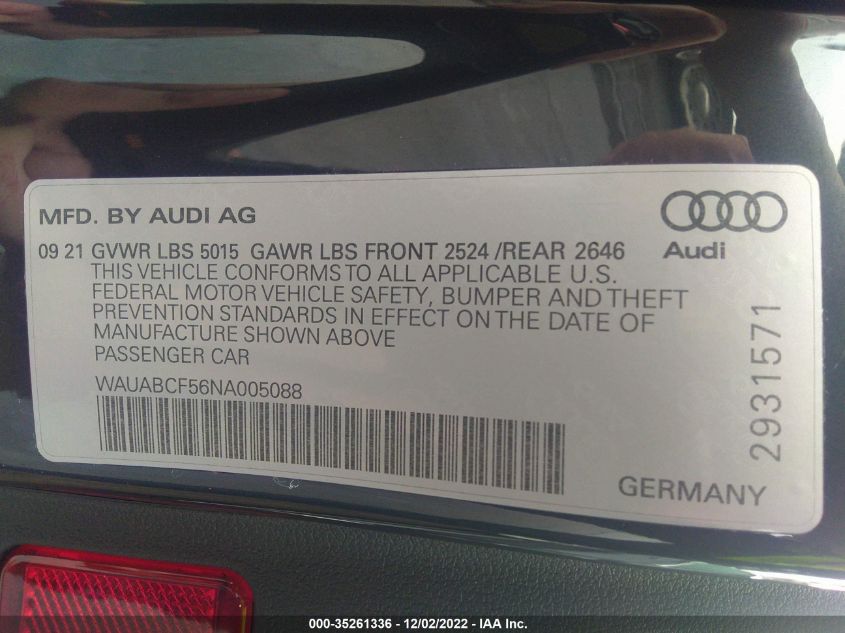 MFD. BY AUDI AG
Audi
09 21 GVWR LBS 5015 GAWR LBS FRONT 2524 /REAR 2646
THIS VEHICLE CONFORMS TO ALL APPLICABLE U.S.
FEDERAL MOTOR VEHICLE SAFETY, BUMPER AND THEFT
PREVENTION STANDARDS IN EFFECT ON THE DATE OF
MANUFACTURE SHOWN ABOVE
PASSENGER CAR
WAUABCF56NA005088
2931571
GERMANY
000-35261336 - 12/02/2022 - IAA Inc.